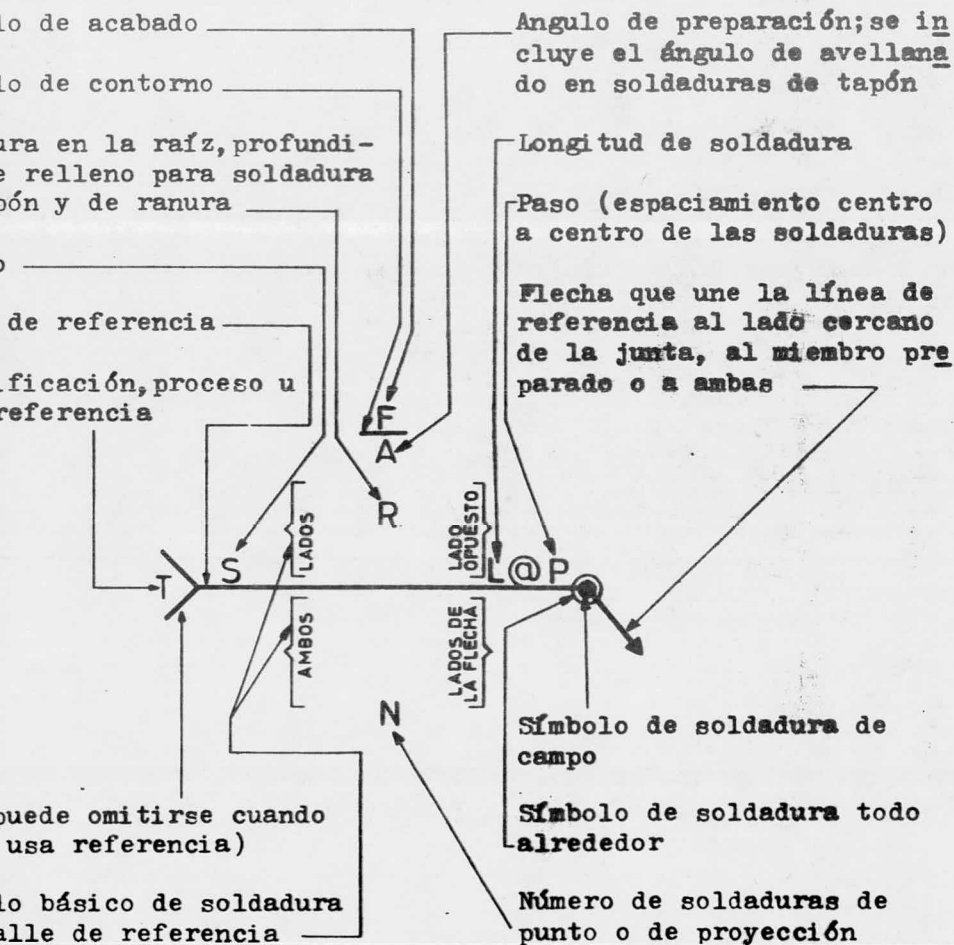 lo de acabado
lo de contorno
ura en la raíz, profundi-
e relleno para soldadura
pón y de ranura
o
de referencia
ificación, proceso u
referencia
Angulo de preparación; se in
cluye el ángulo de avellana
do en soldaduras de tapón
Longitud de soldadura
Paso (espaciamiento centro
a centro de las soldaduras)
Flecha que une la línea de
referencia al lado cercano
de la junta, al miembro pre
parado o a ambas
F
A
R
LADOS
LADO
OPUESTO
T
S
L@P
AMBOS
LADOS DE
LA FLECHA
N
puede omitirse cuando
usa referencia)
lo básico de soldadura
alle de referencia
Símbolo de soldadura de
campo
Símbolo de soldadura todo
alrededor
Número de soldaduras de
punto o de proyección